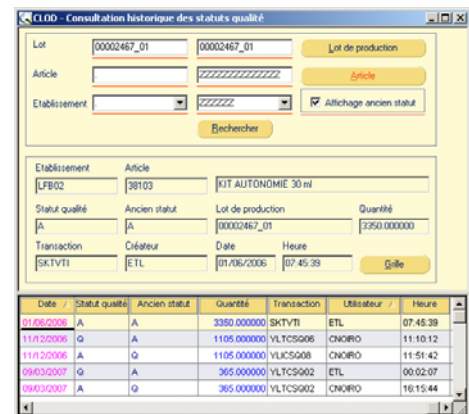 CLOD - Consultation historique des statuts qualité
Lot 00002467_01 00002467_01 Lot de production
Article . ZZZZZZZZZZZZZZ Article
Etablissement . ZZZZZZ Affichage ancien statut
Rechercher
Etablissement Article
LFB02 38103 KIT AUTONOMIE 30 ml
Statut qualité Ancien statut Lot de production Quantité
A A 00002467_01 3350.000000
Transaction Créateur Date Heure
SKTVTI ETL 01/06/2006 07:45:39 Grille
Date Statut qualité Ancien statut Quantité Transaction Utilisateur Heure
01/06/2006 A A 3350.000000 SKTVTI ETL 07:45:39
11/12/2006 Q A 1105.000000 YLTCSQ06 CNOIRO 11:10:12
11/12/2006 A Q 1105.000000 YLICSQ08 CNOIRO 11:51:42
09/03/2007 Q A 365.000000 YLTCSQ02 ETL 00:02:07
09/03/2007 A Q 365.000000 YLTCSQ02 CNOIRO 16:15:44